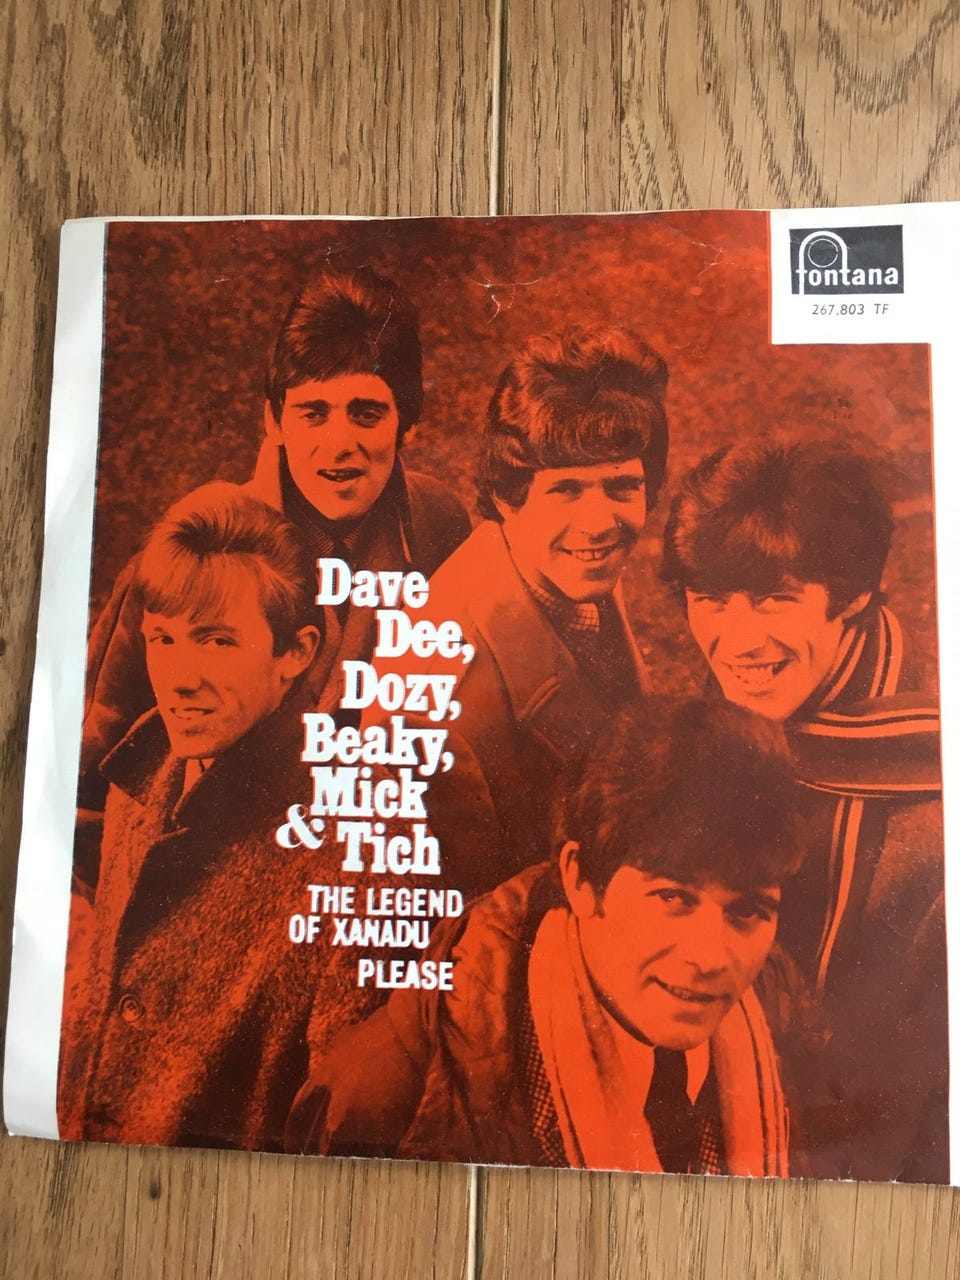 fontana
267.803 TF
Dave
Dee,
Dozy,
Beaky,
Mick
& Tich
THE LEGEND
OF XANADU
PLEASE